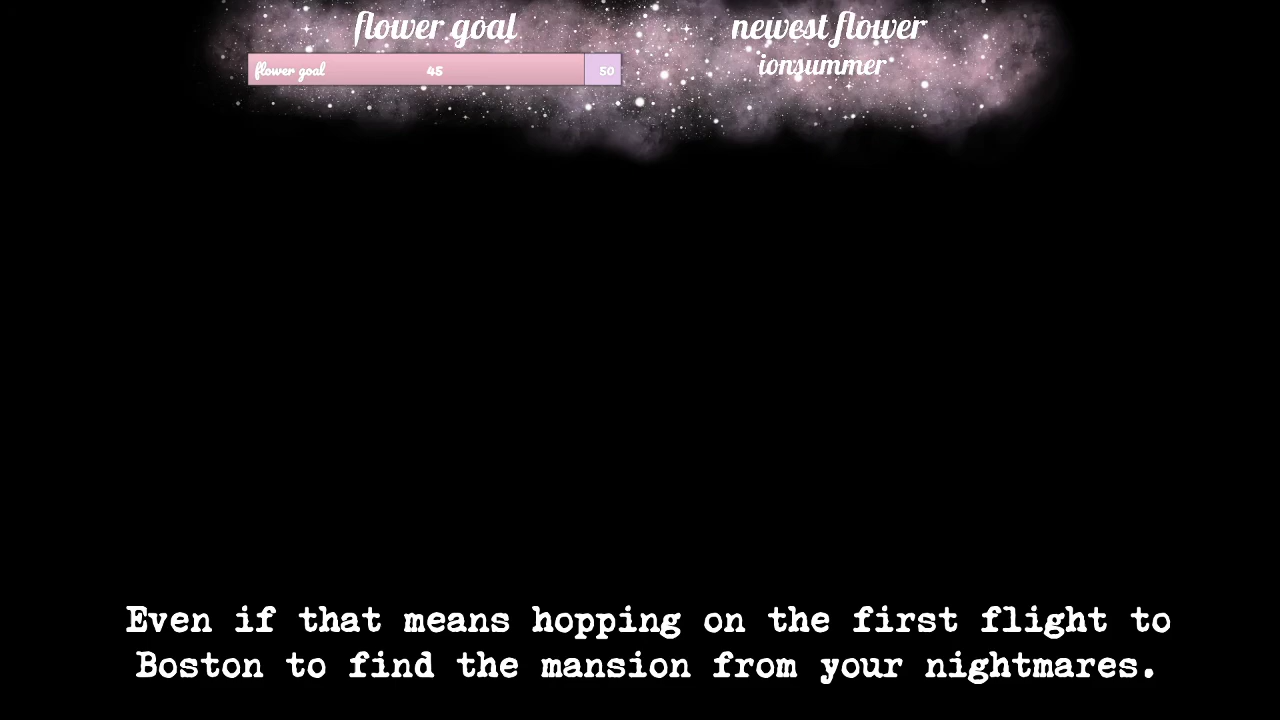 flower goal
newest flower
flower goal 45 50
ionsummer
Even if that means hopping on the first flight to
Boston to find the mansion from your nightmares.